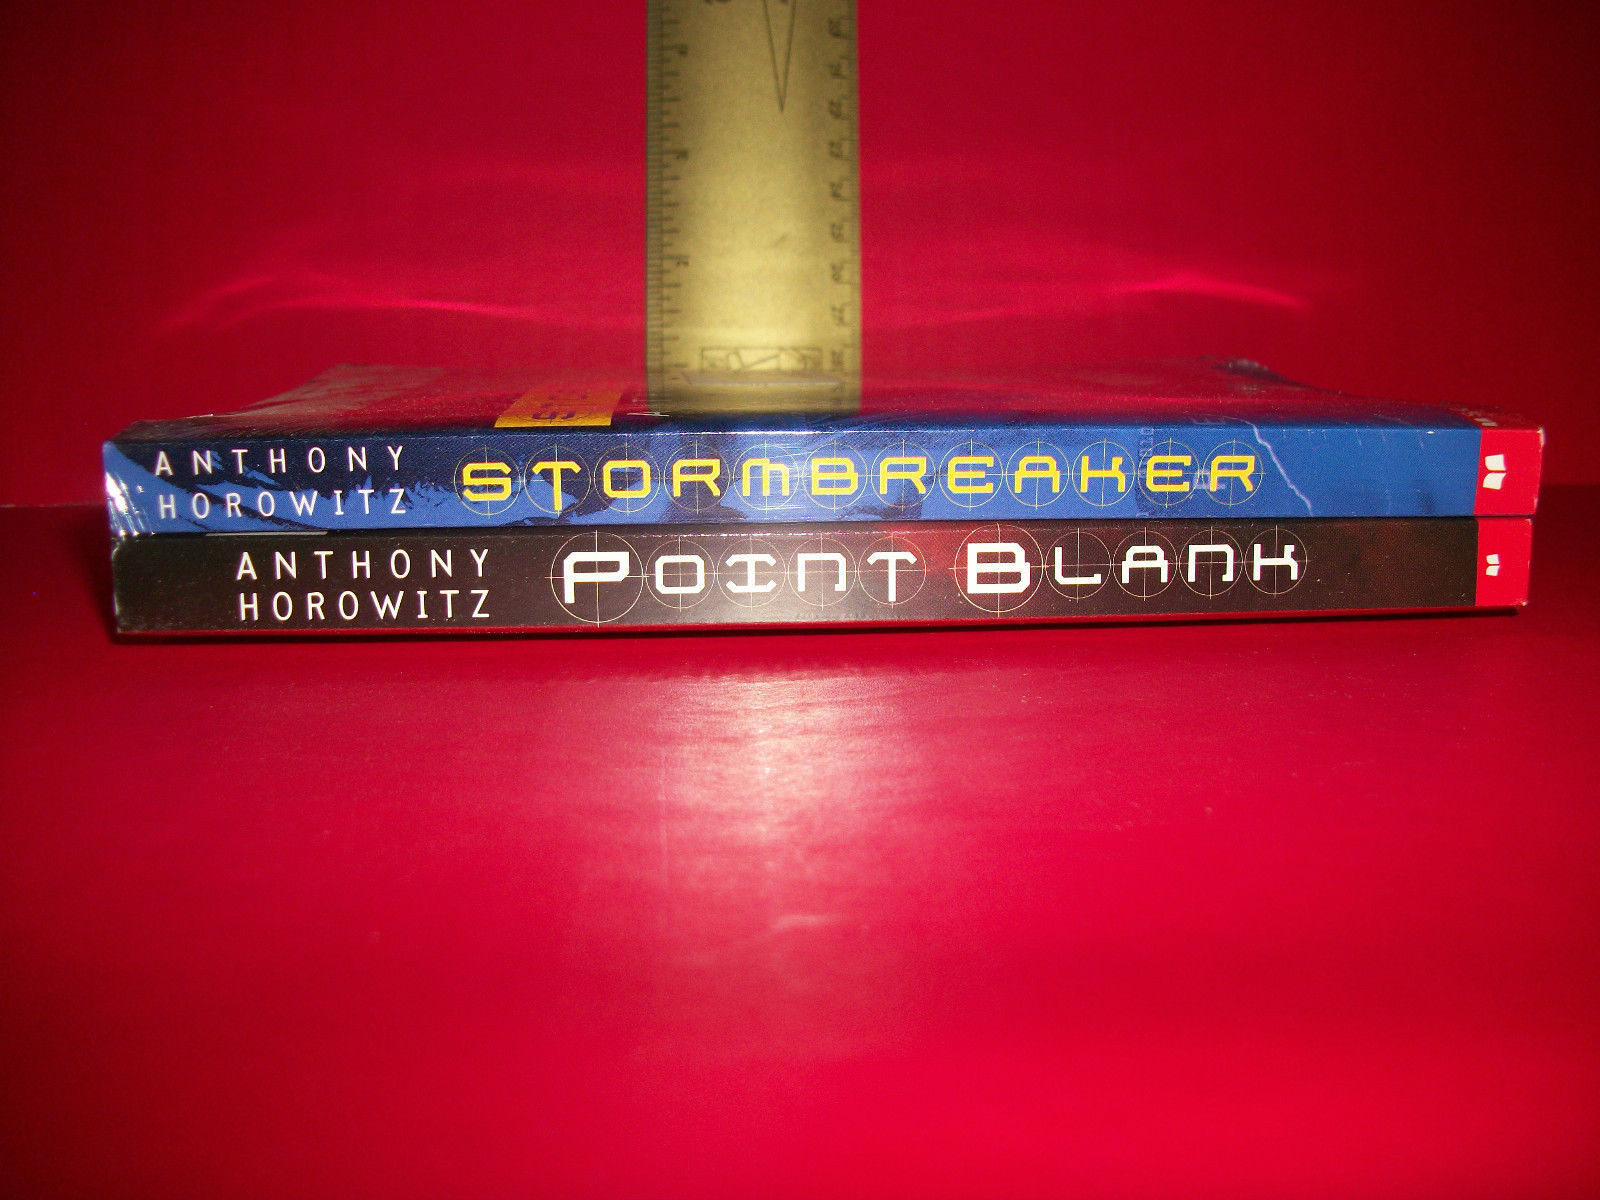 ANTHONY
HOROWITZ
STORMBREAKER
ANTHONY
HOROWITZ
POINT BLANK